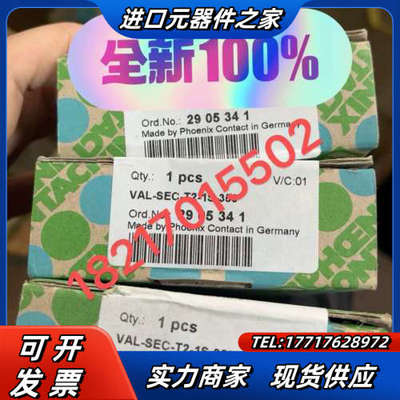 进口元器件之家
全新100%
Ord.No.: 29 05 34 1
Made by Phoenix Contact in Germany
Qty.: 1 pcs
V/C:01
VAL-SEC-T2-1S-350
Ord.No.: 29 05 34 1
Made by Phoenix Contact in Germany
18217015502
Qty.: 1 pcs
VAL-SEC-T2-1S-
TEL:17717628972
可开
发票
实力商家
现货供应